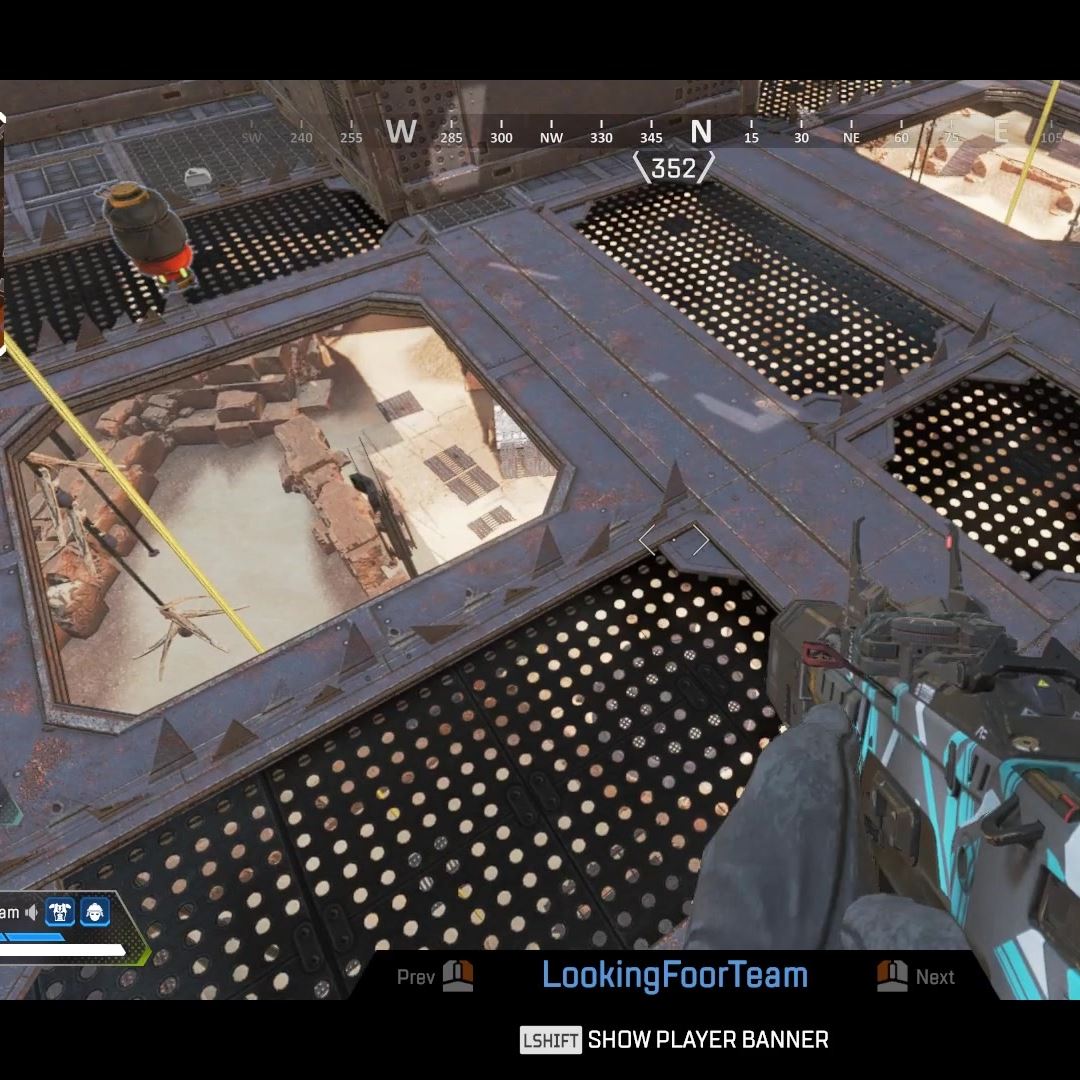 SW 240 255 W 285 300 NW 330 345 N 15 30 NE 60 75 E 105
352
am
Prev LookingFoorTeam Next
LSHIFT SHOW PLAYER BANNER